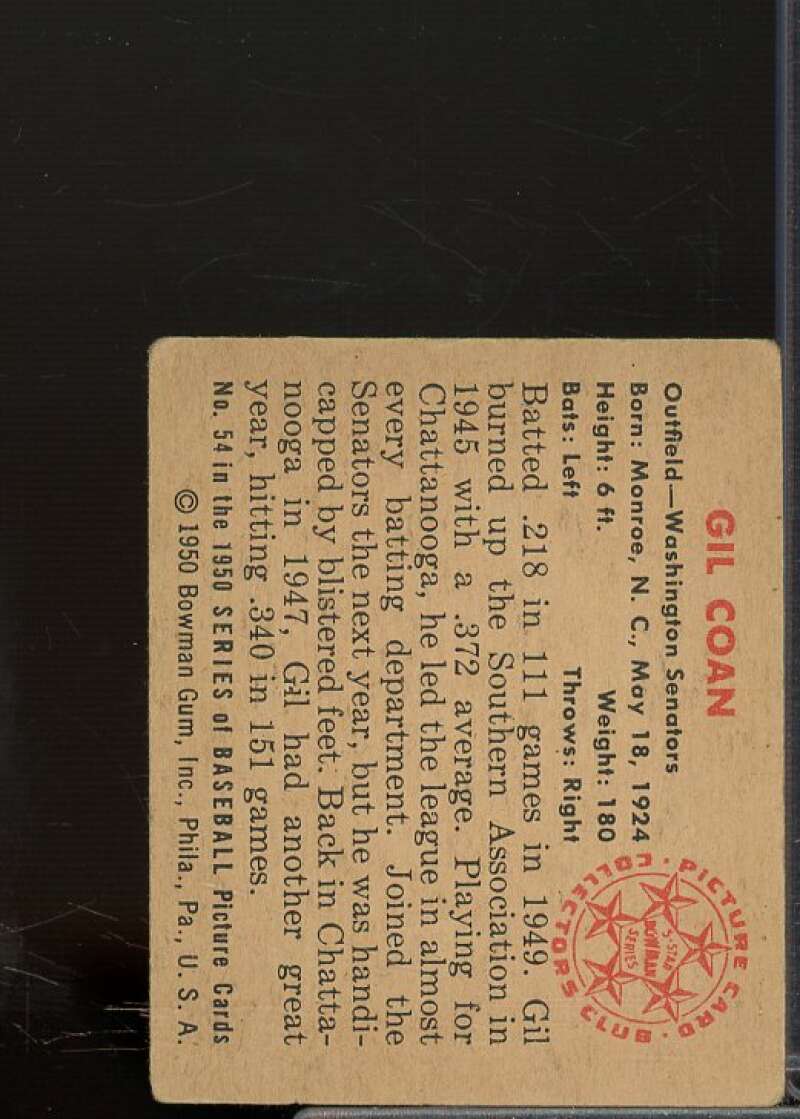 GIL COAN
Outfield—Washington Senators
Born: Monroe, N. C., May 18, 1924
Height: 6 ft. Weight: 180
Bats: Left Throws: Right
Batted .218 in 111 games in 1949. Gil
burned up the Southern Association in
1945 with a .372 average. Playing for
Chattanooga, he led the league in almost
every batting department. Joined the
Senators the next year, but he was handi-
capped by blistered feet. Back in Chatta-
nooga in 1947, Gil had another great
year, hitting .340 in 151 games.
No. 54 in the 1950 SERIES of BASEBALL Picture Cards
© 1950 Bowman Gum, Inc., Phila., Pa., U. S. A.
PICTURE CARD · COLLECTORS CLUB ·
5-STAR
BOWMAN
SERIES